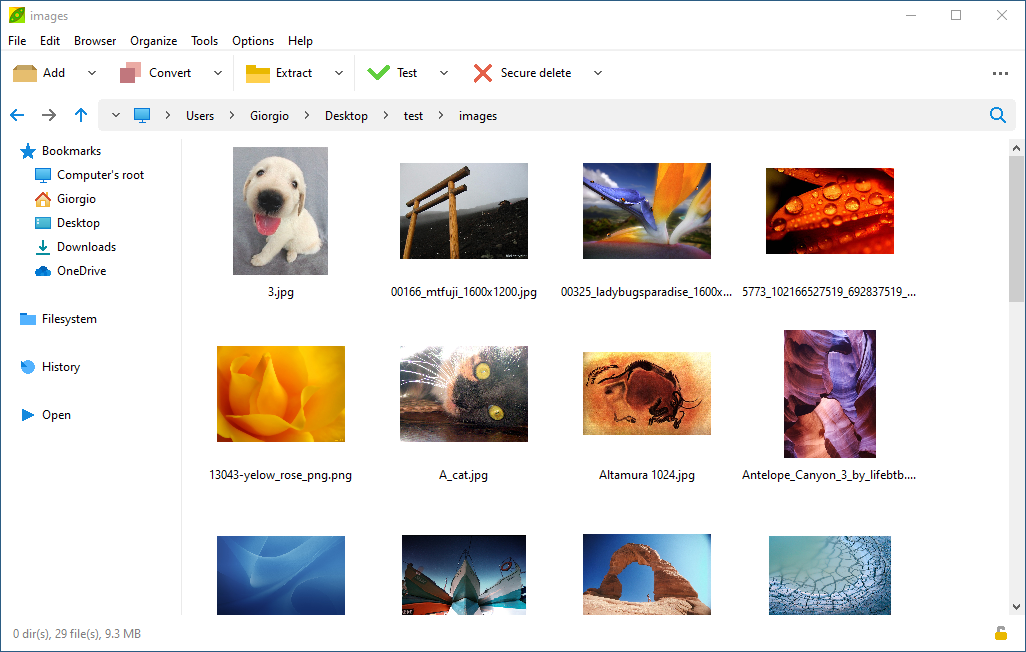 images
File Edit Browser Organize Tools Options Help
Add Convert Extract Test Secure delete
Users Giorgio Desktop test images
Bookmarks
Computer's root
Giorgio
Desktop
Downloads
OneDrive
Filesystem
History
Open
3.jpg 00166_mtfuji_1600x1200.jpg 00325_ladybugsparadise_1600x... 5773_102166527519_692837519_...
13043-yelow_rose_png.png A_cat.jpg Altamura 1024.jpg Antelope_Canyon_3_by_lifebtb....
0 dir(s), 29 file(s), 9.3 MB